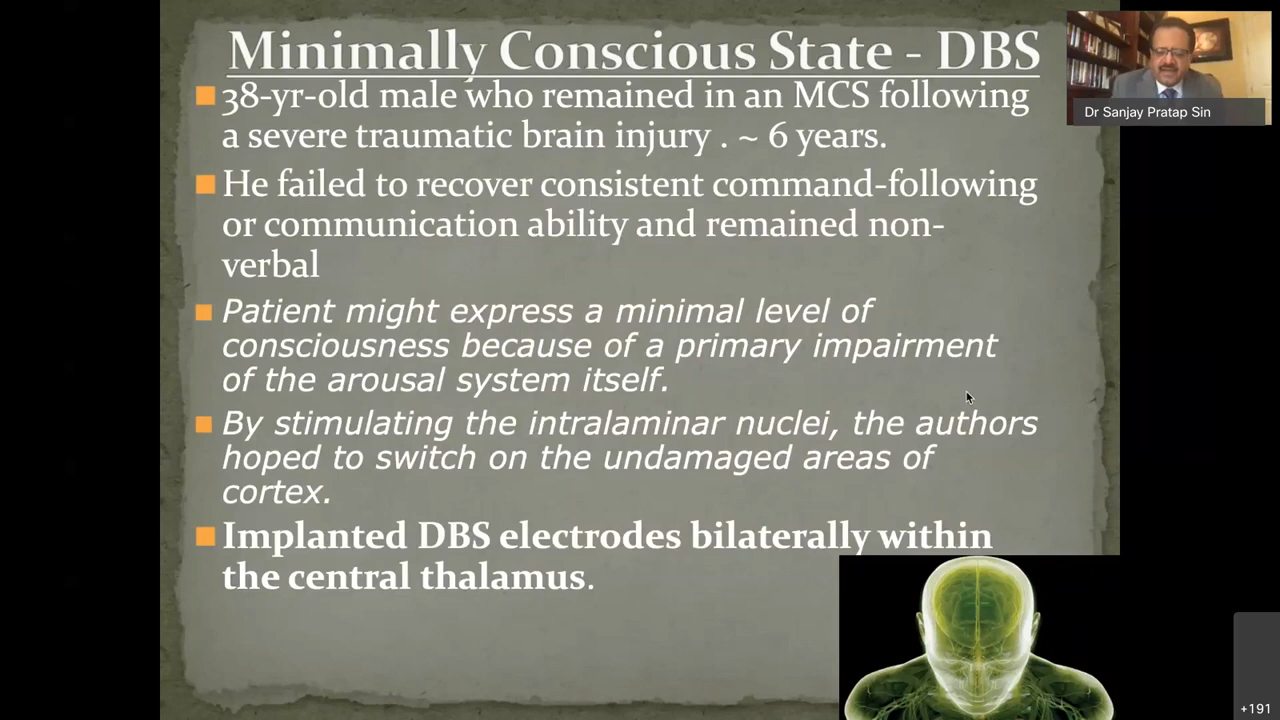 Minimally Conscious State - DBS
38-yr-old male who remained in an MCS following
a severe traumatic brain injury . ~ 6 years.
He failed to recover consistent command-following
or communication ability and remained non-
verbal
Patient might express a minimal level of
consciousness because of a primary impairment
of the arousal system itself.
By stimulating the intralaminar nuclei, the authors
hoped to switch on the undamaged areas of
cortex.
Implanted DBS electrodes bilaterally within
the central thalamus.
Dr Sanjay Pratap Sin
+191